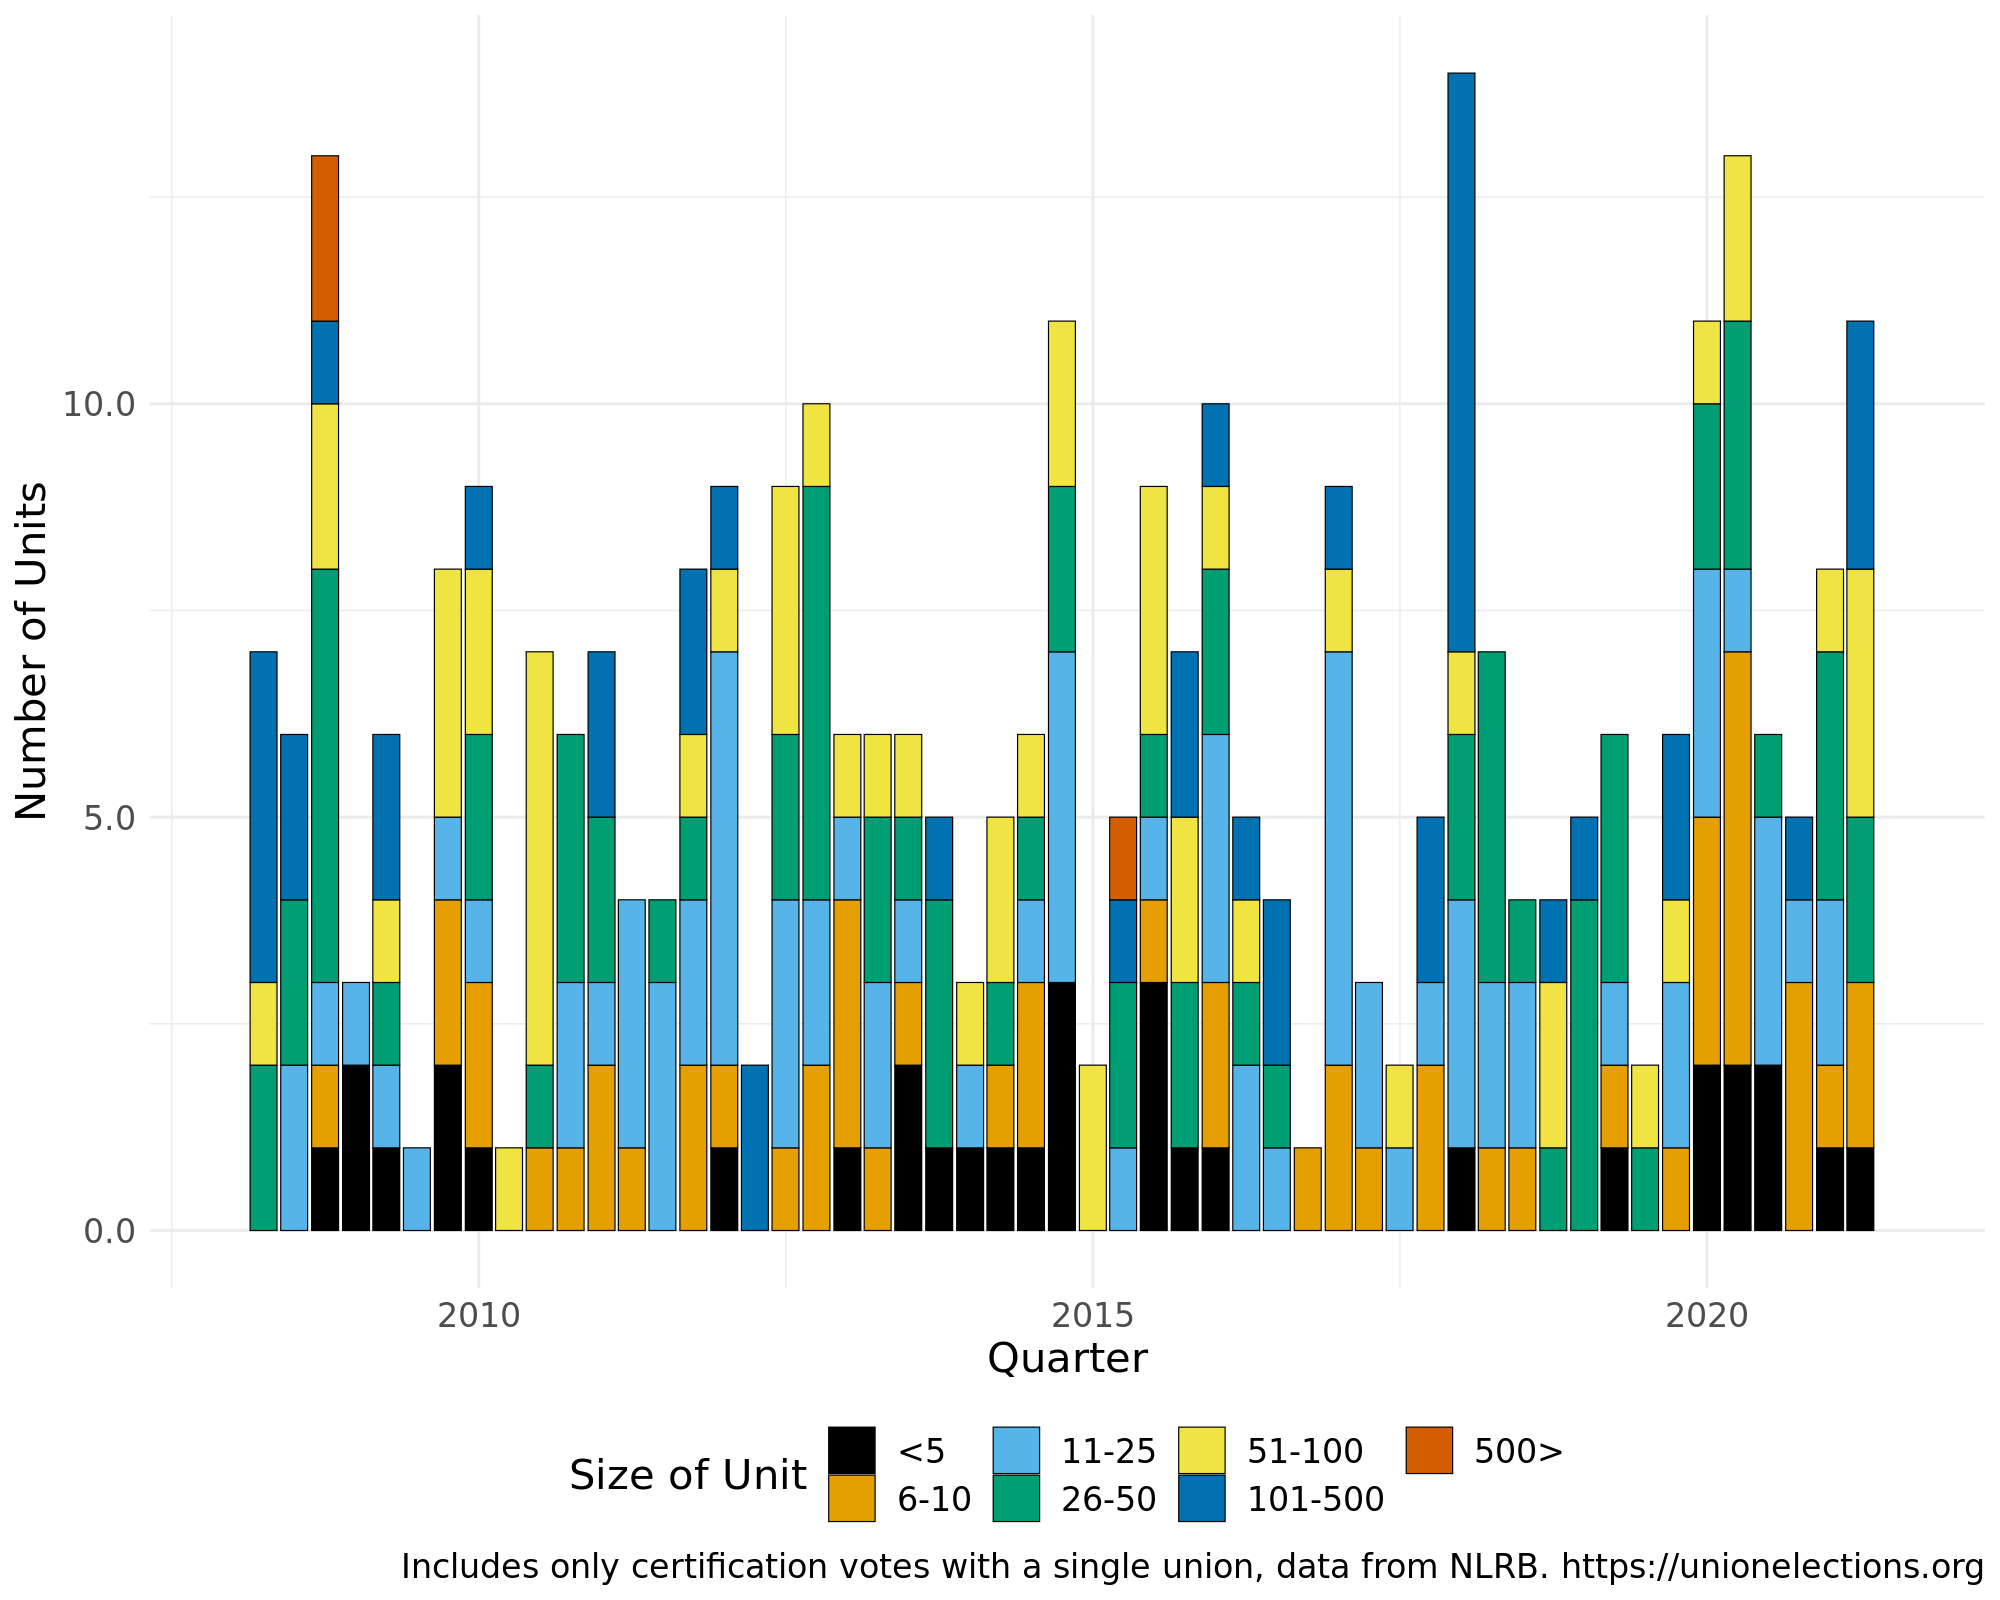 10.0
5.0
0.0
Number of Units
2010 2015 2020
Quarter
Size of Unit
<5 11-25 51-100 500>
6-10 26-50 101-500
Includes only certification votes with a single union, data from NLRB. https://unionelections.org